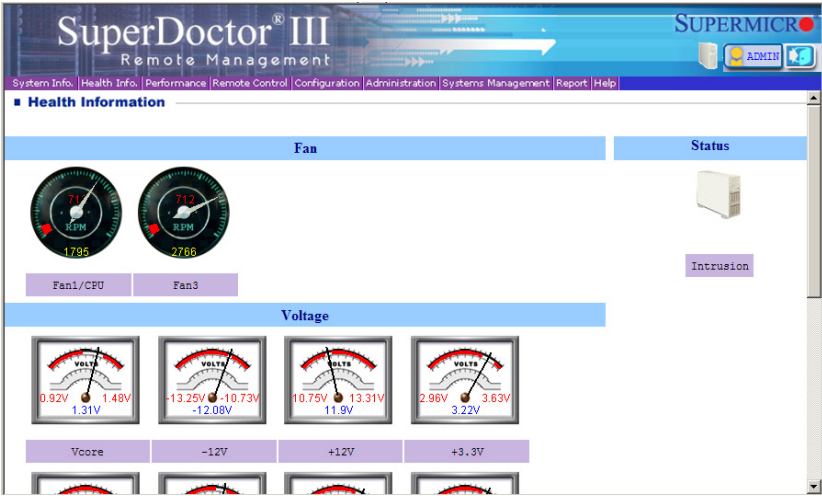 SuperDoctor® III
Remote Management
SUPERMICRO
ADMIN
System Info. Health Info. Performance Remote Control Configuration Administration Systems Management Report Help
Health Information
Fan
Status
712 712
RPM RPM
1795 2766
Fan1/CPU Fan3
Intrusion
Voltage
VOLTS VOLTS VOLTS VOLTS
0.92V 1.48V -13.25V -10.73V 10.75V 13.31V 2.96V 3.63V
1.31V -12.08V 11.9V 3.22V
Vcore -12V +12V +3.3V